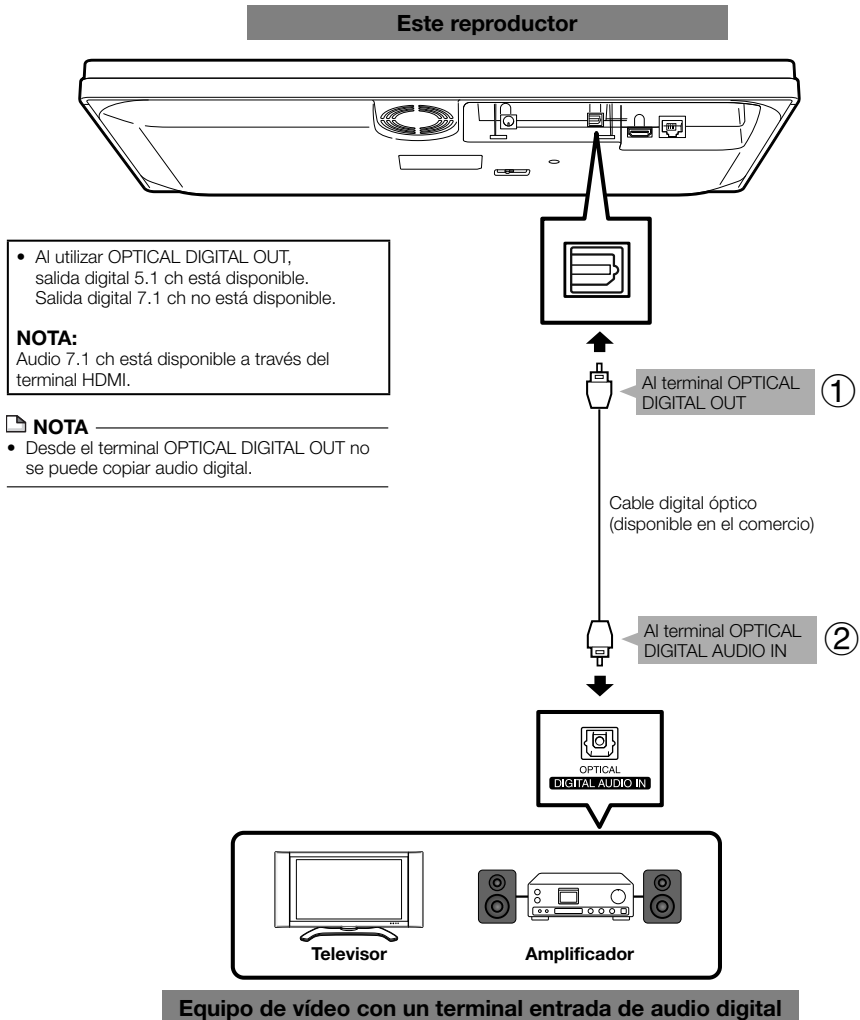 Este reproductor
• Al utilizar OPTICAL DIGITAL OUT,
salida digital 5.1 ch está disponible.
Salida digital 7.1 ch no está disponible.
NOTA:
Audio 7.1 ch está disponible a través del
terminal HDMI.
NOTA
• Desde el terminal OPTICAL DIGITAL OUT no
se puede copiar audio digital.
Al terminal OPTICAL
DIGITAL OUT
①
Cable digital óptico
(disponible en el comercio)
Al terminal OPTICAL
DIGITAL AUDIO IN
②
OPTICAL
DIGITAL AUDIO IN
Televisor
Amplificador
Equipo de vídeo con un terminal entrada de audio digital